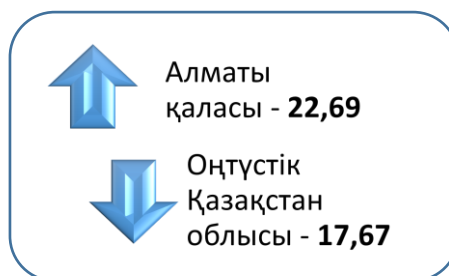 Алматы
қаласы - 22,69
Оңтүстік
Қазақстан
облысы - 17,67